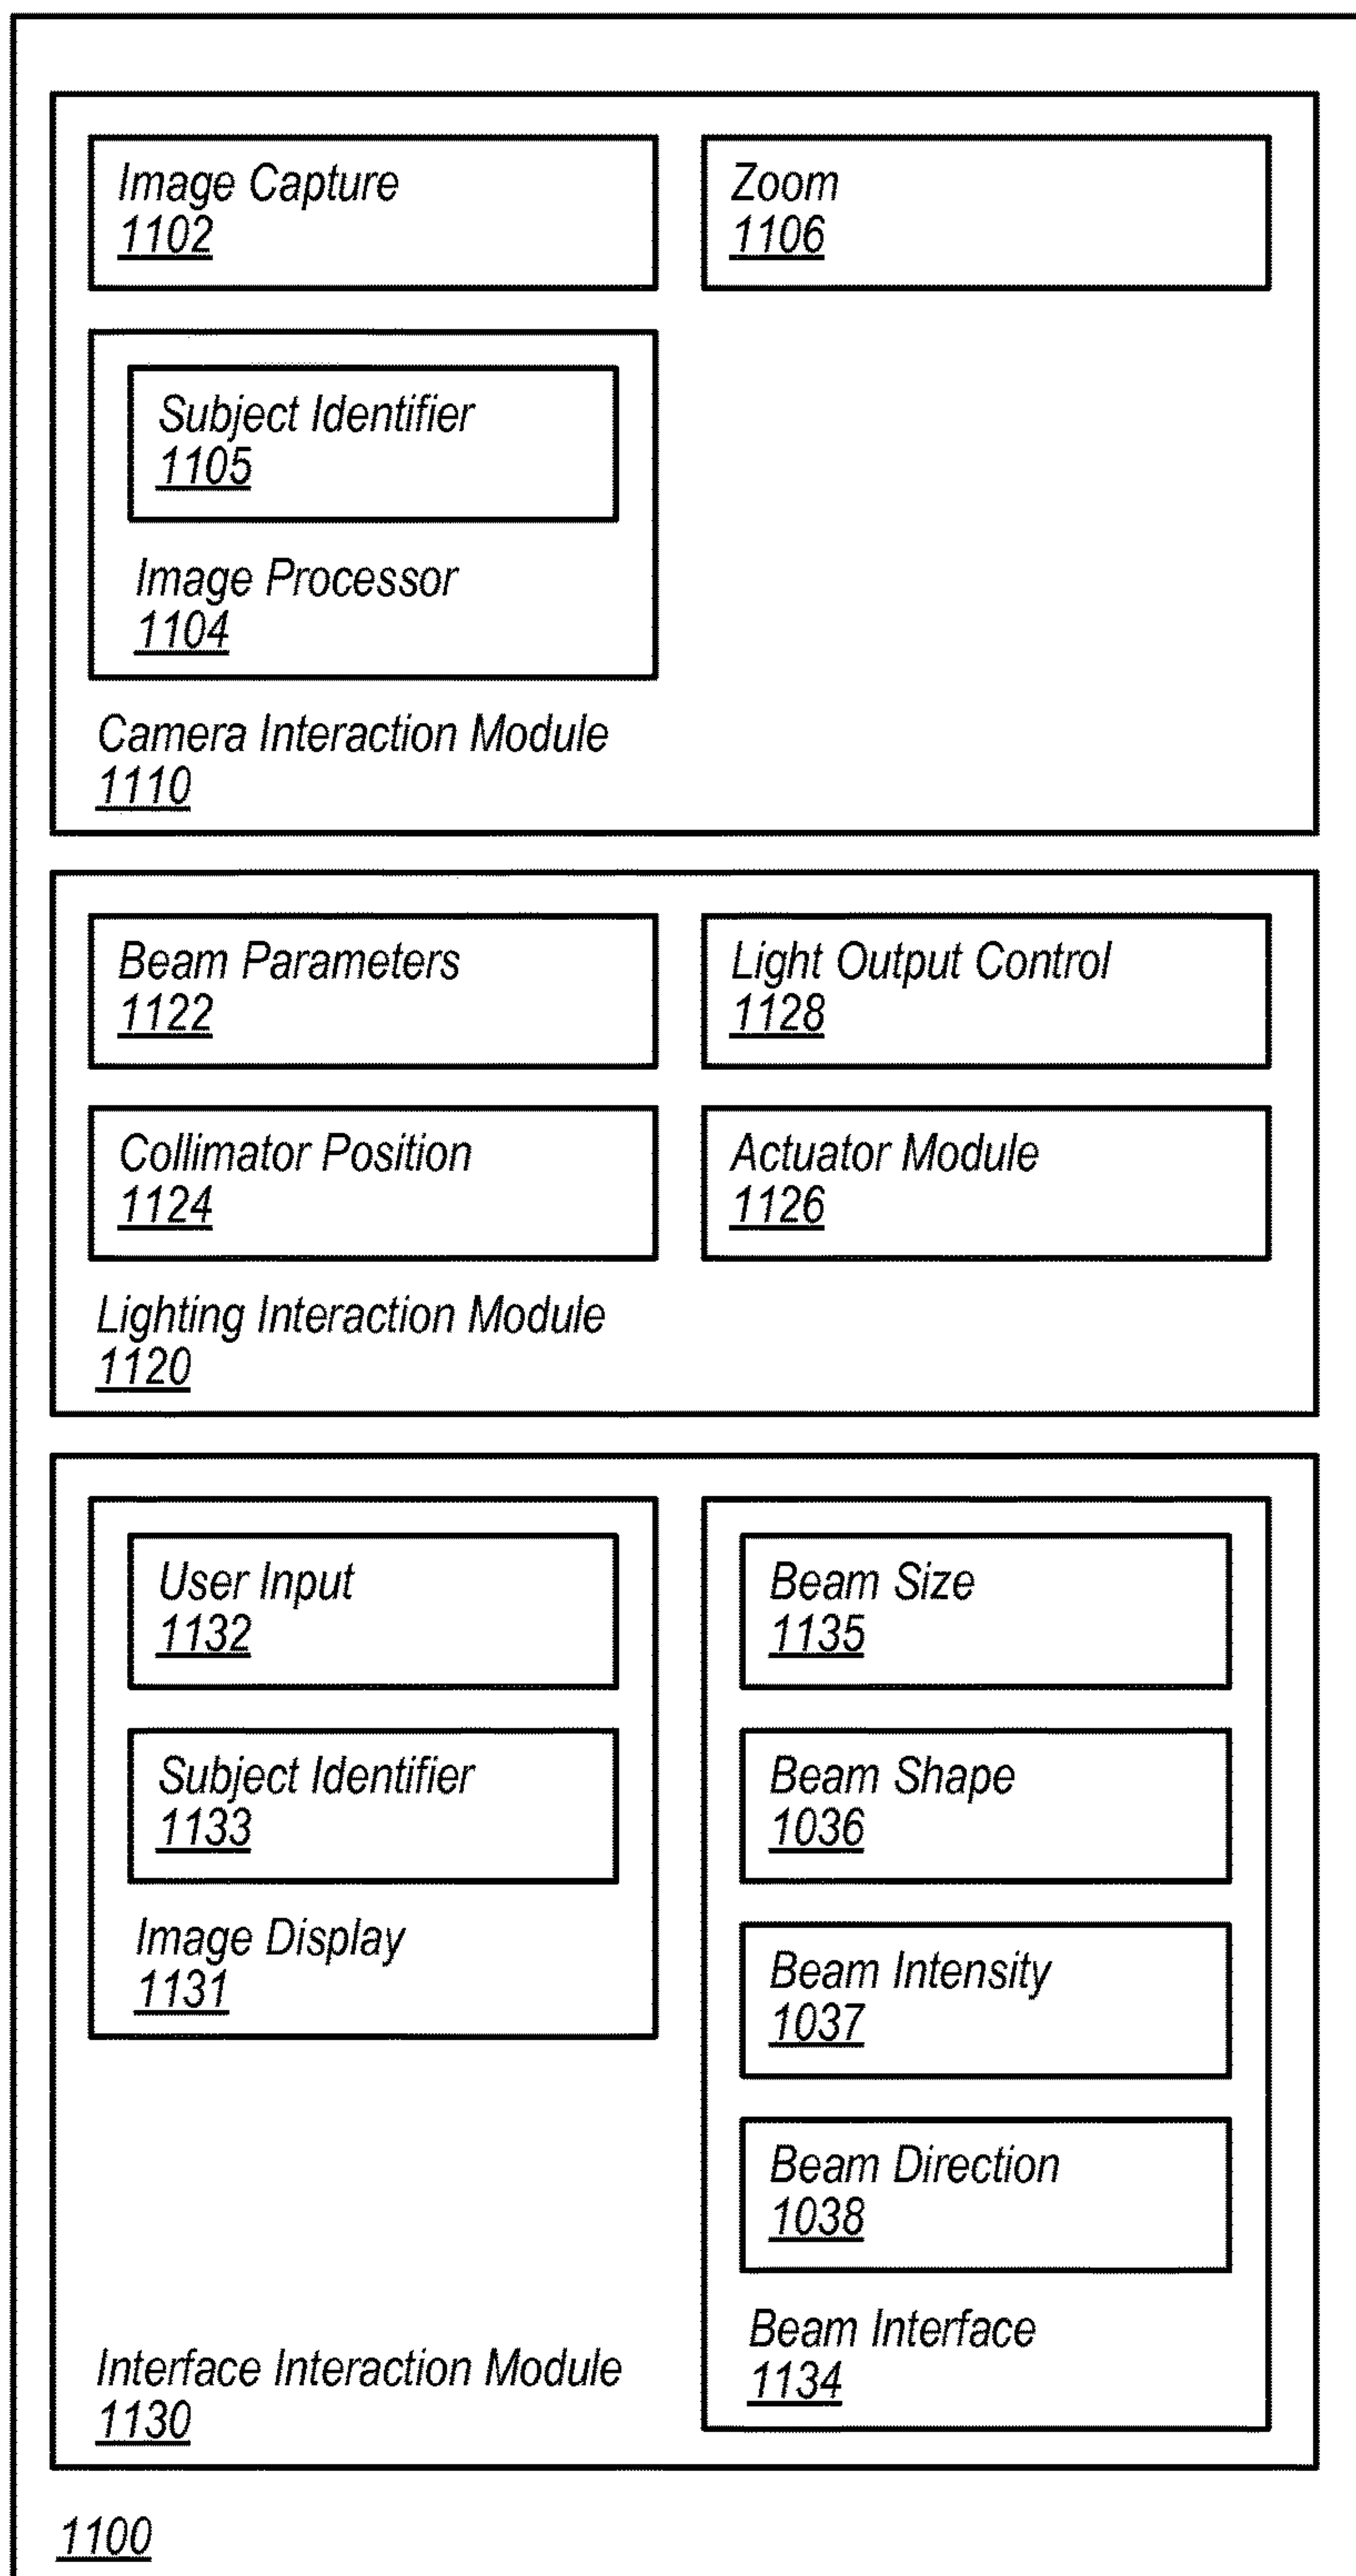 Image Capture
1102
Zoom
1106
Subject Identifier
1105
Image Processor
1104
Camera Interaction Module
1110
Beam Parameters
1122
Light Output Control
1128
Collimator Position
1124
Actuator Module
1126
Lighting Interaction Module
1120
User Input
1132
Subject Identifier
1133
Image Display
1131
Beam Size
1135
Beam Shape
1036
Beam Intensity
1037
Beam Direction
1038
Beam Interface
1134
Interface Interaction Module
1130
1100